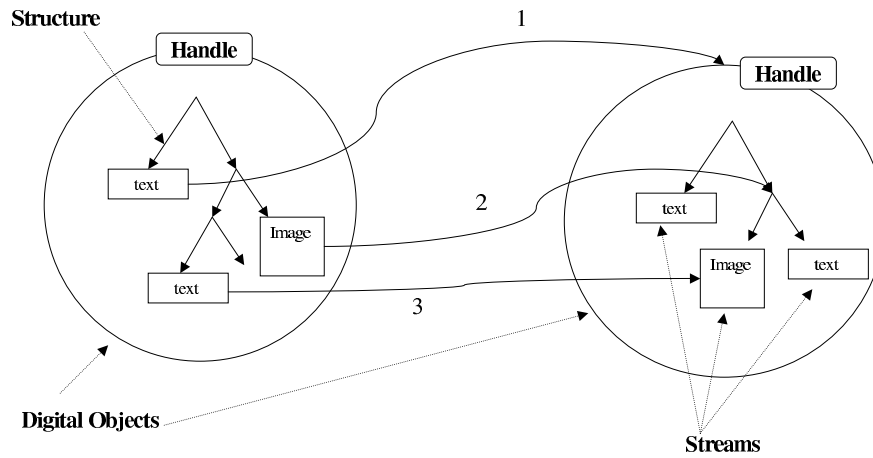 Structure
1
Handle
Handle
text
2
text
Image
Image
text
text
3
Digital Objects
Streams